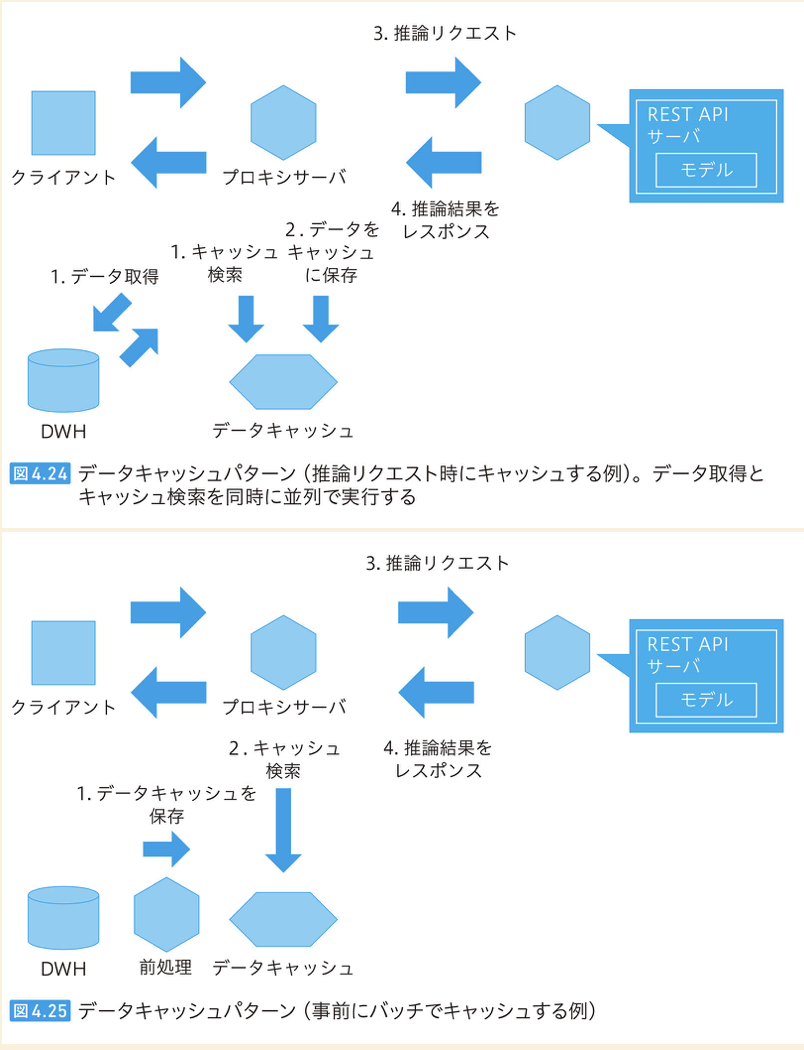 3. 推論リクエスト
REST API
サーバ
モデル
クライアント
プロキシサーバ
4. 推論結果を
レスポンス
1. データ取得
1. キャッシュ
検索
2. データを
キャッシュ
に保存
DWH
データキャッシュ
図4.24 データキャッシュパターン（推論リクエスト時にキャッシュする例）。データ取得と
キャッシュ検索を同時に並列で実行する
3. 推論リクエスト
REST API
サーバ
モデル
クライアント
プロキシサーバ
2. キャッシュ
検索
4. 推論結果を
レスポンス
1. データキャッシュを
保存
DWH
前処理
データキャッシュ
図4.25 データキャッシュパターン（事前にバッチでキャッシュする例）